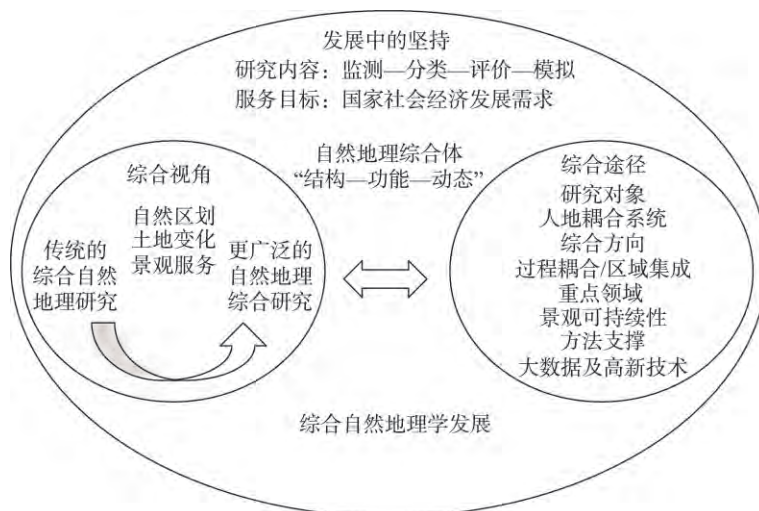 发展中的坚持
研究内容：监测—分类—评价—模拟
服务目标：国家社会经济发展需求
自然地理综合体
“结构—功能—动态”
综合视角
自然区划
土地变化
景观服务
传统的
综合自然
地理研究
更广泛的
自然地理
综合研究
综合途径
研究对象
人地耦合系统
综合方向
过程耦合/区域集成
重点领域
景观可持续性
方法支撑
大数据及高新技术
综合自然地理学发展